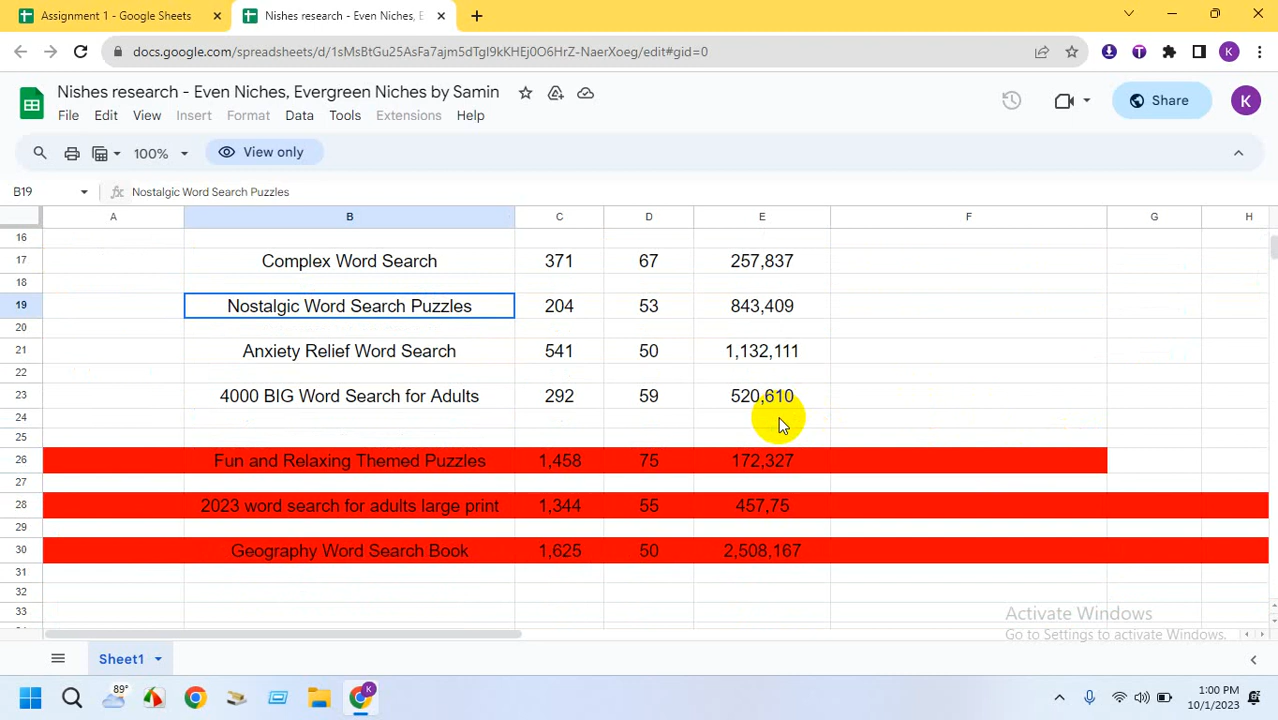 Assignment 1 - Google Sheets
Nishes research - Even Niches, E
docs.google.com/spreadsheets/d/1sMsBtGu25AsFa7ajm5dTgI9kKHEj0O6HrZ-NaerXoeg/edit#gid=0
K
Nishes research - Even Niches, Evergreen Niches by Samin
File Edit View Insert Format Data Tools Extensions Help
Share
K
100%
View only
B19
fx
Nostalgic Word Search Puzzles
A B C D E F G H
16
17 Complex Word Search 371 67 257,837
18
19 Nostalgic Word Search Puzzles 204 53 843,409
20
21 Anxiety Relief Word Search 541 50 1,132,111
22
23 4000 BIG Word Search for Adults 292 59 520,610
24
25
26 Fun and Relaxing Themed Puzzles 1,458 75 172,327
27
28 2023 word search for adults large print 1,344 55 457,75
29
30 Geography Word Search Book 1,625 50 2,508,167
31
32
33
Activate Windows
Go to Settings to activate Windows.
Sheet1
89°
K
1:00 PM
10/1/2023